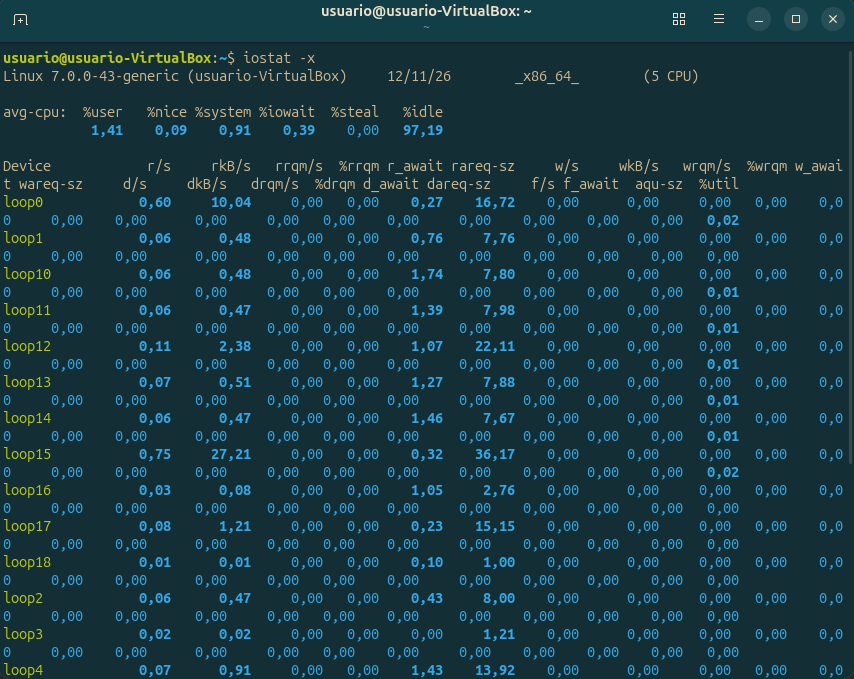 usuario@usuario-VirtualBox: ~
~
usuario@usuario-VirtualBox:~$ iostat -x
Linux 7.0.0-43-generic (usuario-VirtualBox)     12/11/26        _x86_64_        (5 CPU)
avg-cpu:  %user   %nice %system %iowait  %steal   %idle
           1,41    0,09    0,91    0,39    0,00   97,19
Device            r/s     rkB/s   rrqm/s  %rrqm r_await rareq-sz     w/s     wkB/s   wrqm/s  %wrqm w_awai
t wareq-sz     d/s     dkB/s   drqm/s  %drqm d_await dareq-sz     f/s f_await  aqu-sz  %util
loop0            0,60     10,04     0,00   0,00    0,27    16,72    0,00      0,00     0,00   0,00    0,0
0     0,00    0,00      0,00     0,00   0,00    0,00     0,00    0,00    0,00    0,00   0,02
loop1            0,06      0,48     0,00   0,00    0,76     7,76    0,00      0,00     0,00   0,00    0,0
0     0,00    0,00      0,00     0,00   0,00    0,00     0,00    0,00    0,00    0,00   0,00
loop10           0,06      0,48     0,00   0,00    1,74     7,80    0,00      0,00     0,00   0,00    0,0
0     0,00    0,00      0,00     0,00   0,00    0,00     0,00    0,00    0,00    0,00   0,01
loop11           0,06      0,47     0,00   0,00    1,39     7,98    0,00      0,00     0,00   0,00    0,0
0     0,00    0,00      0,00     0,00   0,00    0,00     0,00    0,00    0,00    0,00   0,01
loop12           0,11      2,38     0,00   0,00    1,07    22,11    0,00      0,00     0,00   0,00    0,0
0     0,00    0,00      0,00     0,00   0,00    0,00     0,00    0,00    0,00    0,00   0,01
loop13           0,07      0,51     0,00   0,00    1,27     7,88    0,00      0,00     0,00   0,00    0,0
0     0,00    0,00      0,00     0,00   0,00    0,00     0,00    0,00    0,00    0,00   0,01
loop14           0,06      0,47     0,00   0,00    1,46     7,67    0,00      0,00     0,00   0,00    0,0
0     0,00    0,00      0,00     0,00   0,00    0,00     0,00    0,00    0,00    0,00   0,01
loop15           0,75     27,21     0,00   0,00    0,32    36,17    0,00      0,00     0,00   0,00    0,0
0     0,00    0,00      0,00     0,00   0,00    0,00     0,00    0,00    0,00    0,00   0,02
loop16           0,03      0,08     0,00   0,00    1,05     2,76    0,00      0,00     0,00   0,00    0,0
0     0,00    0,00      0,00     0,00   0,00    0,00     0,00    0,00    0,00    0,00   0,00
loop17           0,08      1,21     0,00   0,00    0,23    15,15    0,00      0,00     0,00   0,00    0,0
0     0,00    0,00      0,00     0,00   0,00    0,00     0,00    0,00    0,00    0,00   0,00
loop18           0,01      0,01     0,00   0,00    0,10     1,00    0,00      0,00     0,00   0,00    0,0
0     0,00    0,00      0,00     0,00   0,00    0,00     0,00    0,00    0,00    0,00   0,00
loop2            0,06      0,47     0,00   0,00    0,43     8,00    0,00      0,00     0,00   0,00    0,0
0     0,00    0,00      0,00     0,00   0,00    0,00     0,00    0,00    0,00    0,00   0,00
loop3            0,02      0,02     0,00   0,00    0,00     1,21    0,00      0,00     0,00   0,00    0,0
0     0,00    0,00      0,00     0,00   0,00    0,00     0,00    0,00    0,00    0,00   0,00
loop4            0,07      0,91     0,00   0,00    1,43    13,92    0,00      0,00     0,00   0,00    0,0